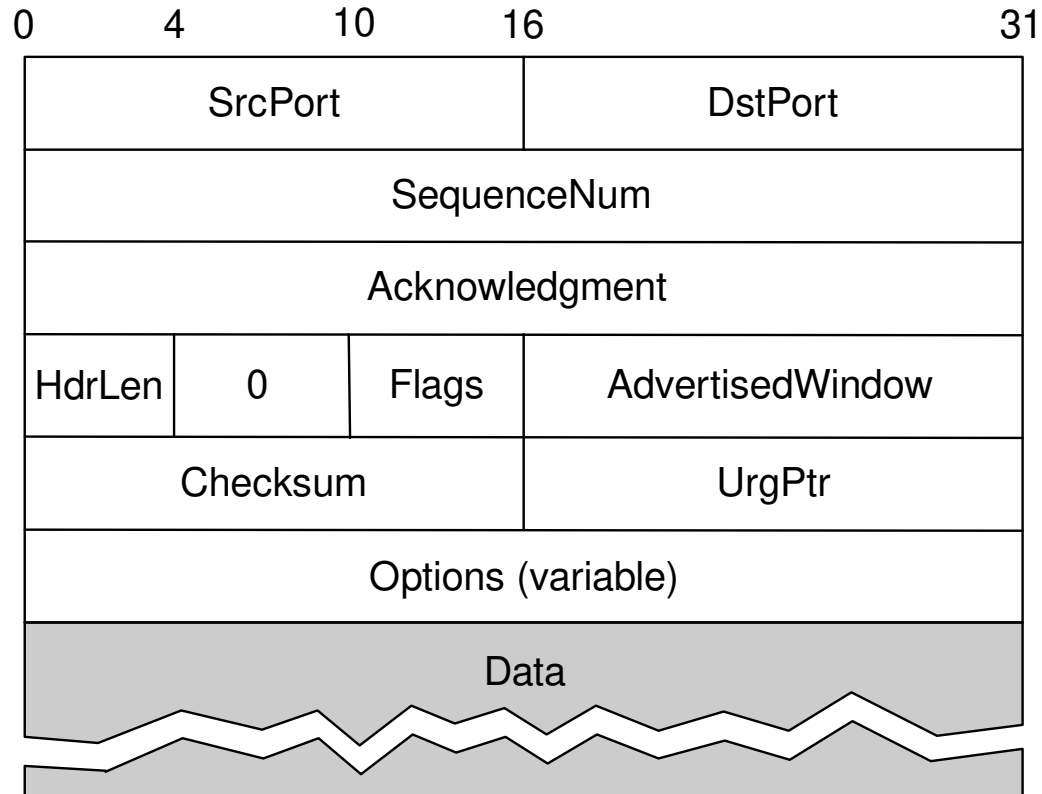 0 4 10 16 31
SrcPort DstPort
SequenceNum
Acknowledgment
HdrLen 0 Flags AdvertisedWindow
Checksum UrgPtr
Options (variable)
Data